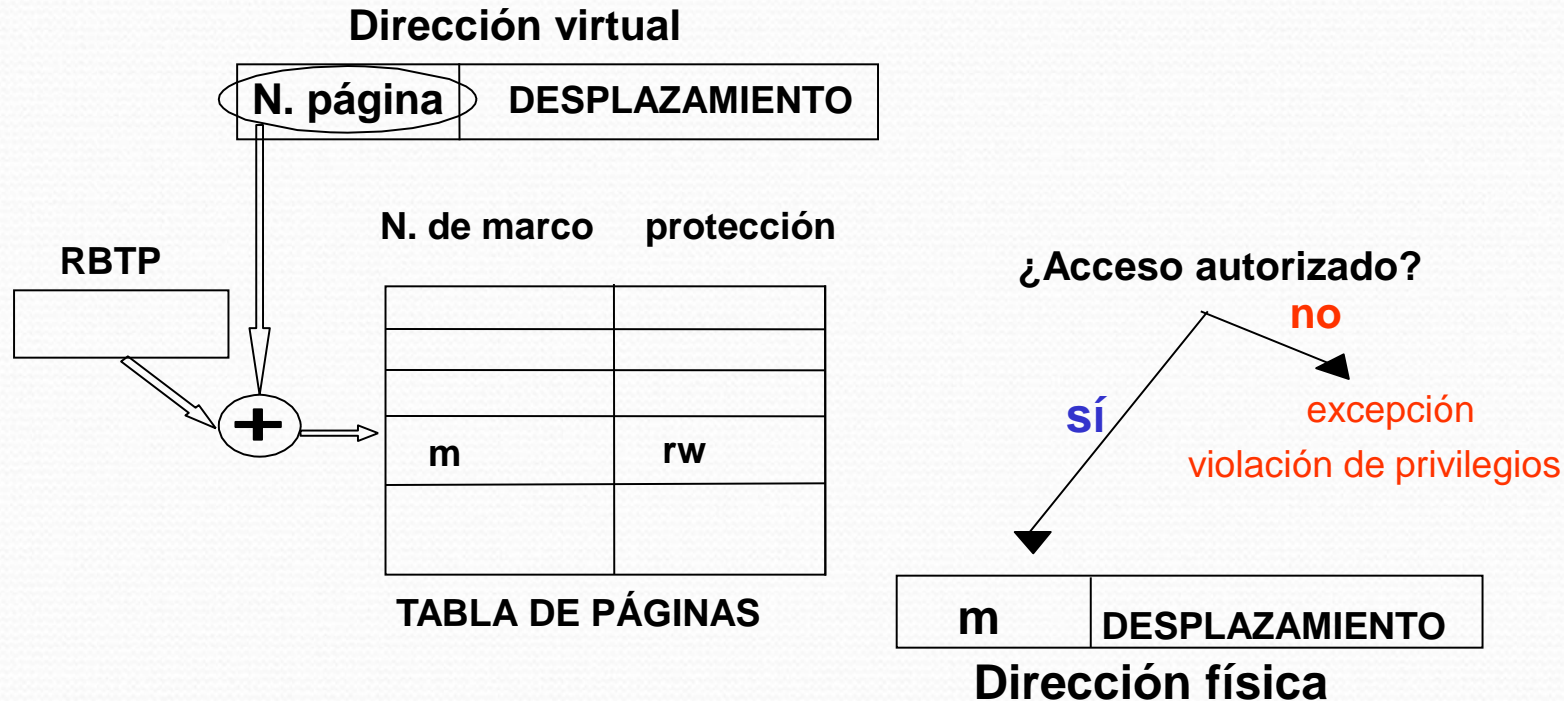 Dirección virtual
N. página DESPLAZAMIENTO
N. de marco protección
RBTP
¿Acceso autorizado?
no
sí
excepción
violación de privilegios
+
m rw
TABLA DE PÁGINAS
m DESPLAZAMIENTO
Dirección física